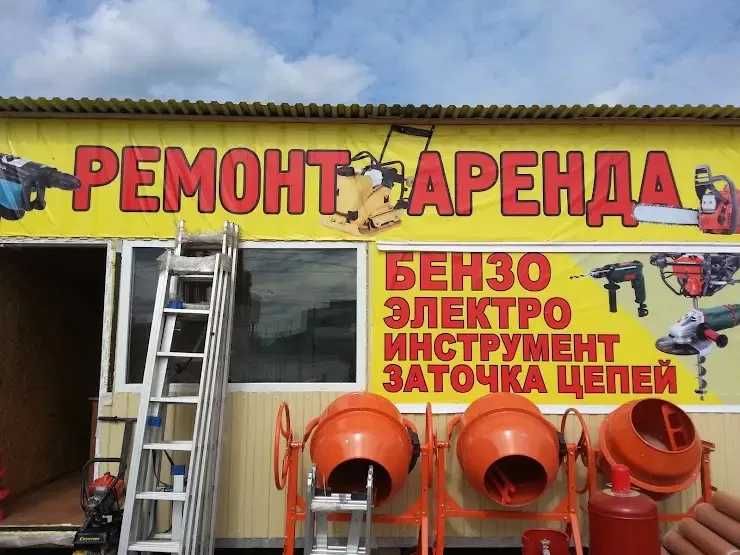 РЕМОНТ АРЕНДА
БЕНЗО
ЭЛЕКТРО
ИНСТРУМЕНТ
ЗАТОЧКА ЦЕПЕЙ